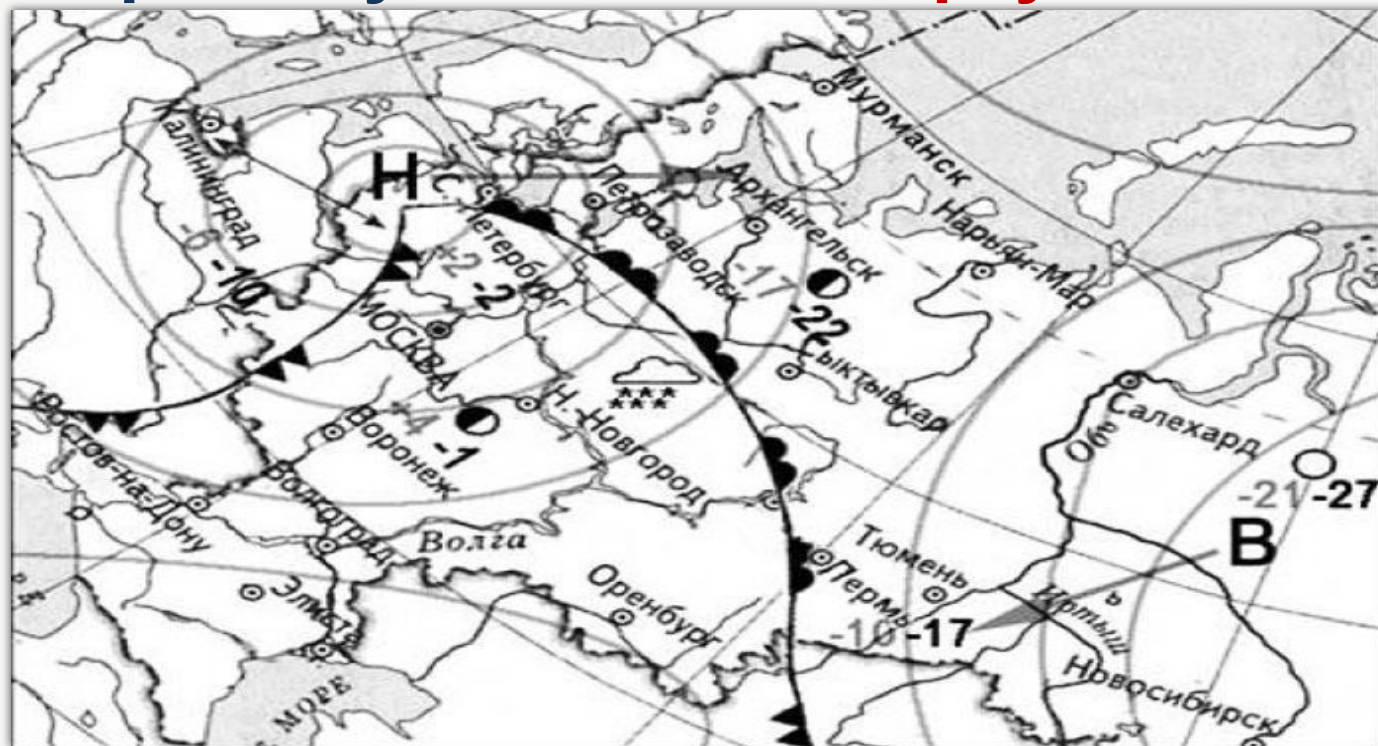 Мурманск
Калининград
Н
С.Петербург
Петрозаводск
Архангельск
Нарьян-Мар
-6 -10
+2 -2
-17 -22
МОСКВА
Сыктывкар
Салехард
Обь
Ростов-на-Дону
Воронеж
+4 -1
Н.-Новгород
Волгоград
-21 -27
В
Волга
Тюмень
Пермь
Оренбург
Элиста
-10 -17
Иртыш
Новосибирск
МОРЕ